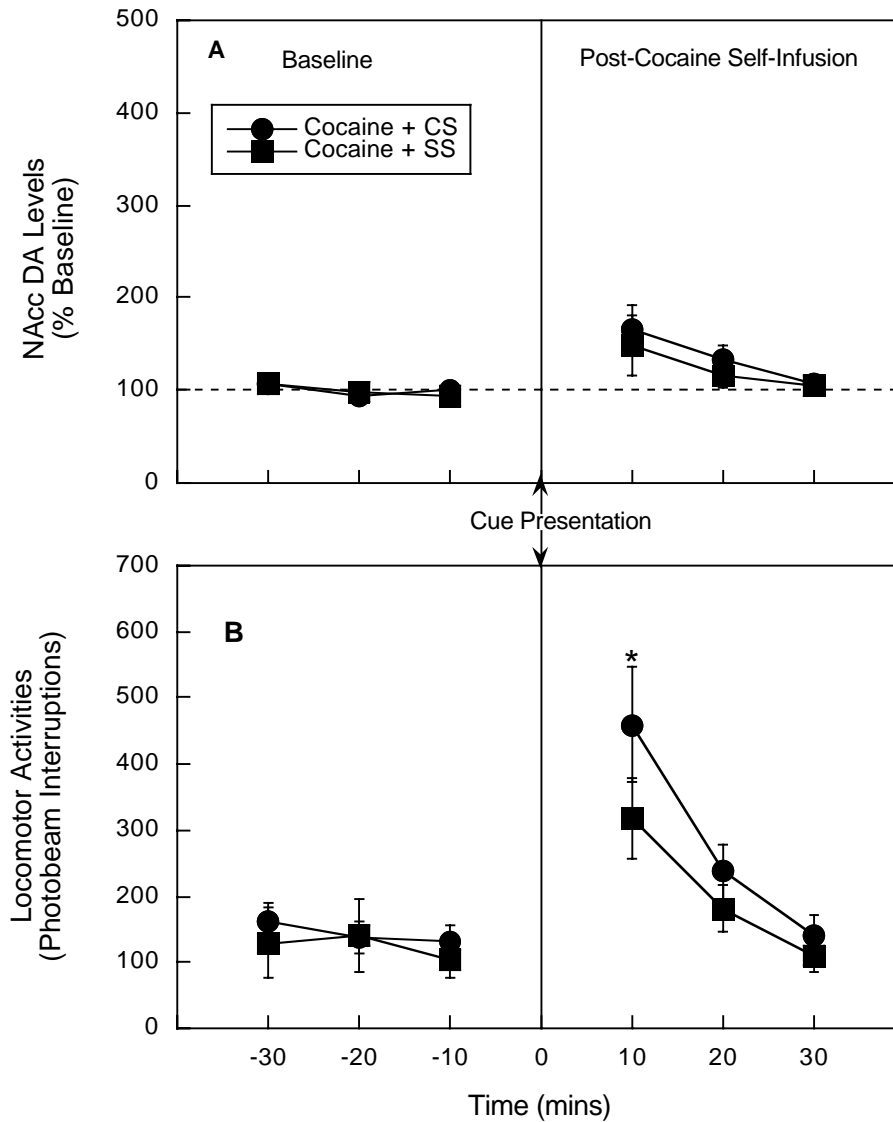 500
A
Baseline
Post-Cocaine Self-Infusion
400
Cocaine + CS
Cocaine + SS
300
NAcc DA Levels
(% Baseline)
200
100
0
Cue Presentation
700
600
B
*
500
400
Locomotor Activities
(Photobeam Interruptions)
300
200
100
0
-30 -20 -10 0 10 20 30
Time (mins)